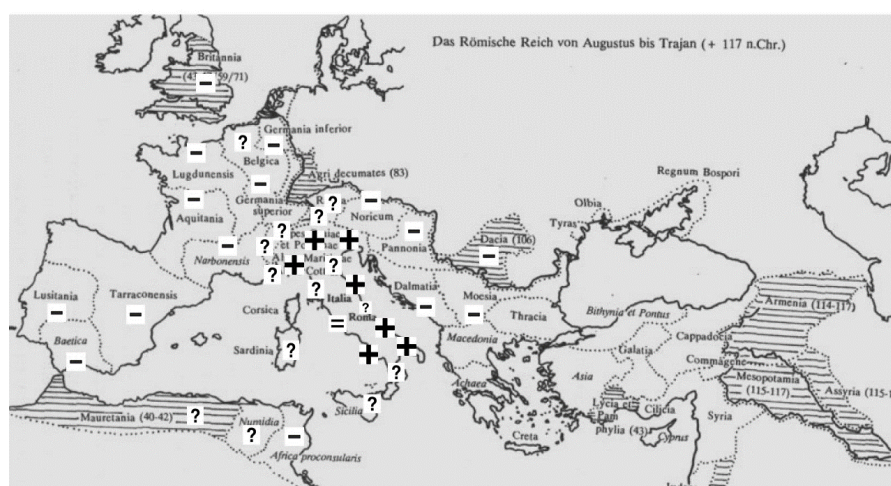 Das Römische Reich von Augustus bis Trajan (+ 117 n.Chr.)
Britannia
?
Germania inferior
Belgica
Lugdunensis
Agri decumates (83)
Regnum Bospori
Germania
superior
?
Noricum
Olbia
Tyras
Aquitania
?
?
Pannonia
Dacia (106)
Narbonensis
?
?
+
+
+
Lusitania
Tarraconensis
?
?
Dalmatia
Moesia
Armenia (114-117)
Corsica
Italia
?
Bithynia et Pontus
Thracia
Cappadocia
=
Roma
Macedonia
Galatia
Baetica
Sardinia
?
+
+
+
Commagene
Asia
Mesopotamia
(115-117)
Achaea
?
Assyria (115-1
Lycia et
Pam
phylia (43)
Cilicia
Mauretania (40-42)
?
Numidia
?
Sicilia
?
Syria
Creta
Cyprus
Africa proconsularis